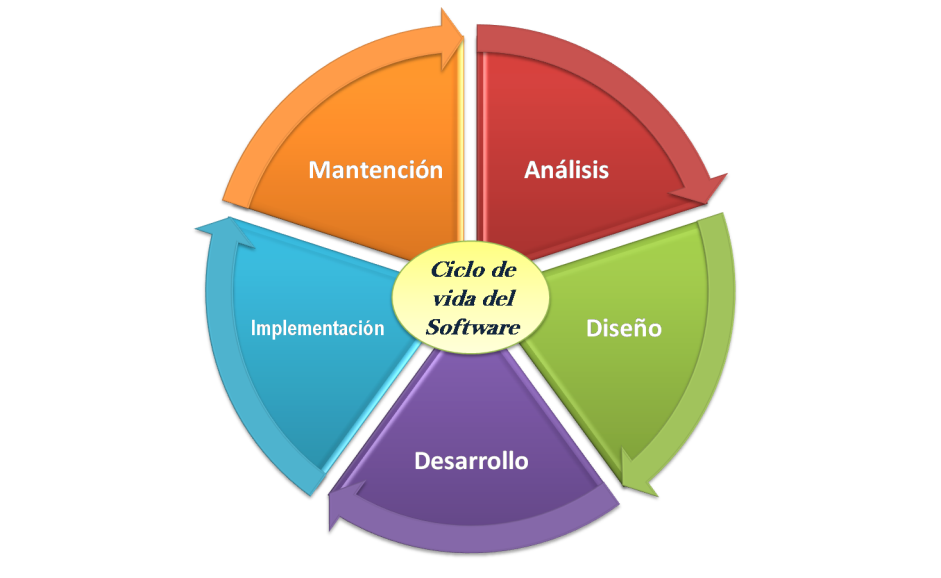 Mantención
Análisis
Ciclo de
vida del
Software
Implementación
Diseño
Desarrollo